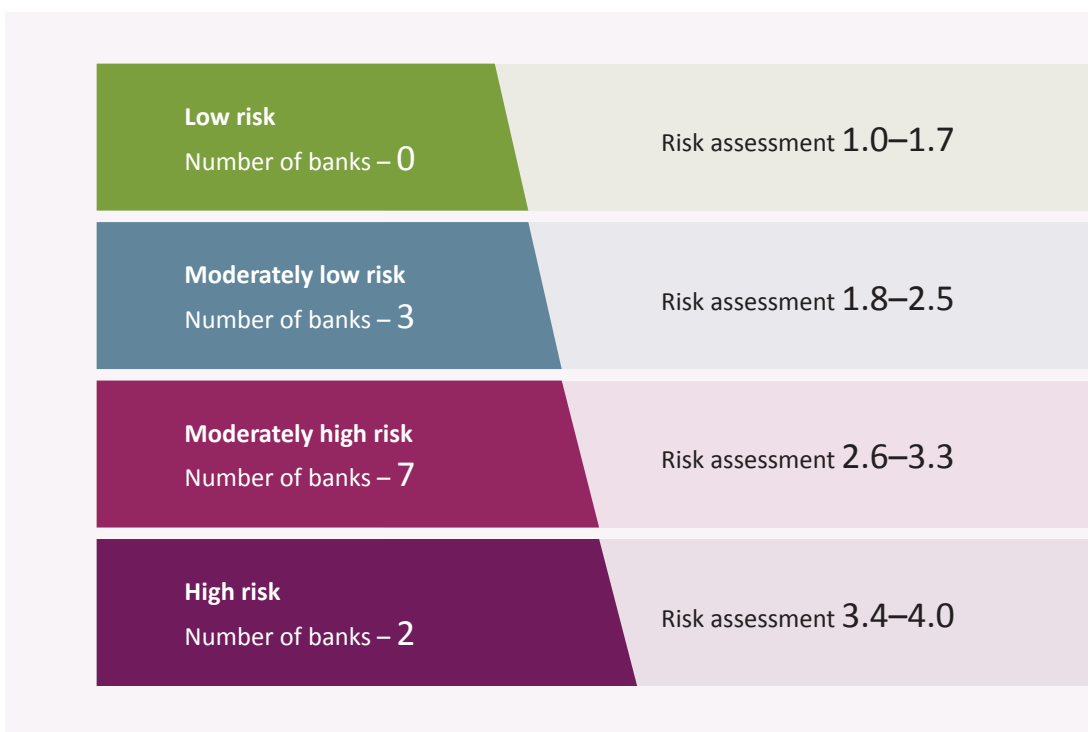 Low risk
Number of banks – 0
Risk assessment 1.0–1.7
Moderately low risk
Number of banks – 3
Risk assessment 1.8–2.5
Moderately high risk
Number of banks – 7
Risk assessment 2.6–3.3
High risk
Number of banks – 2
Risk assessment 3.4–4.0